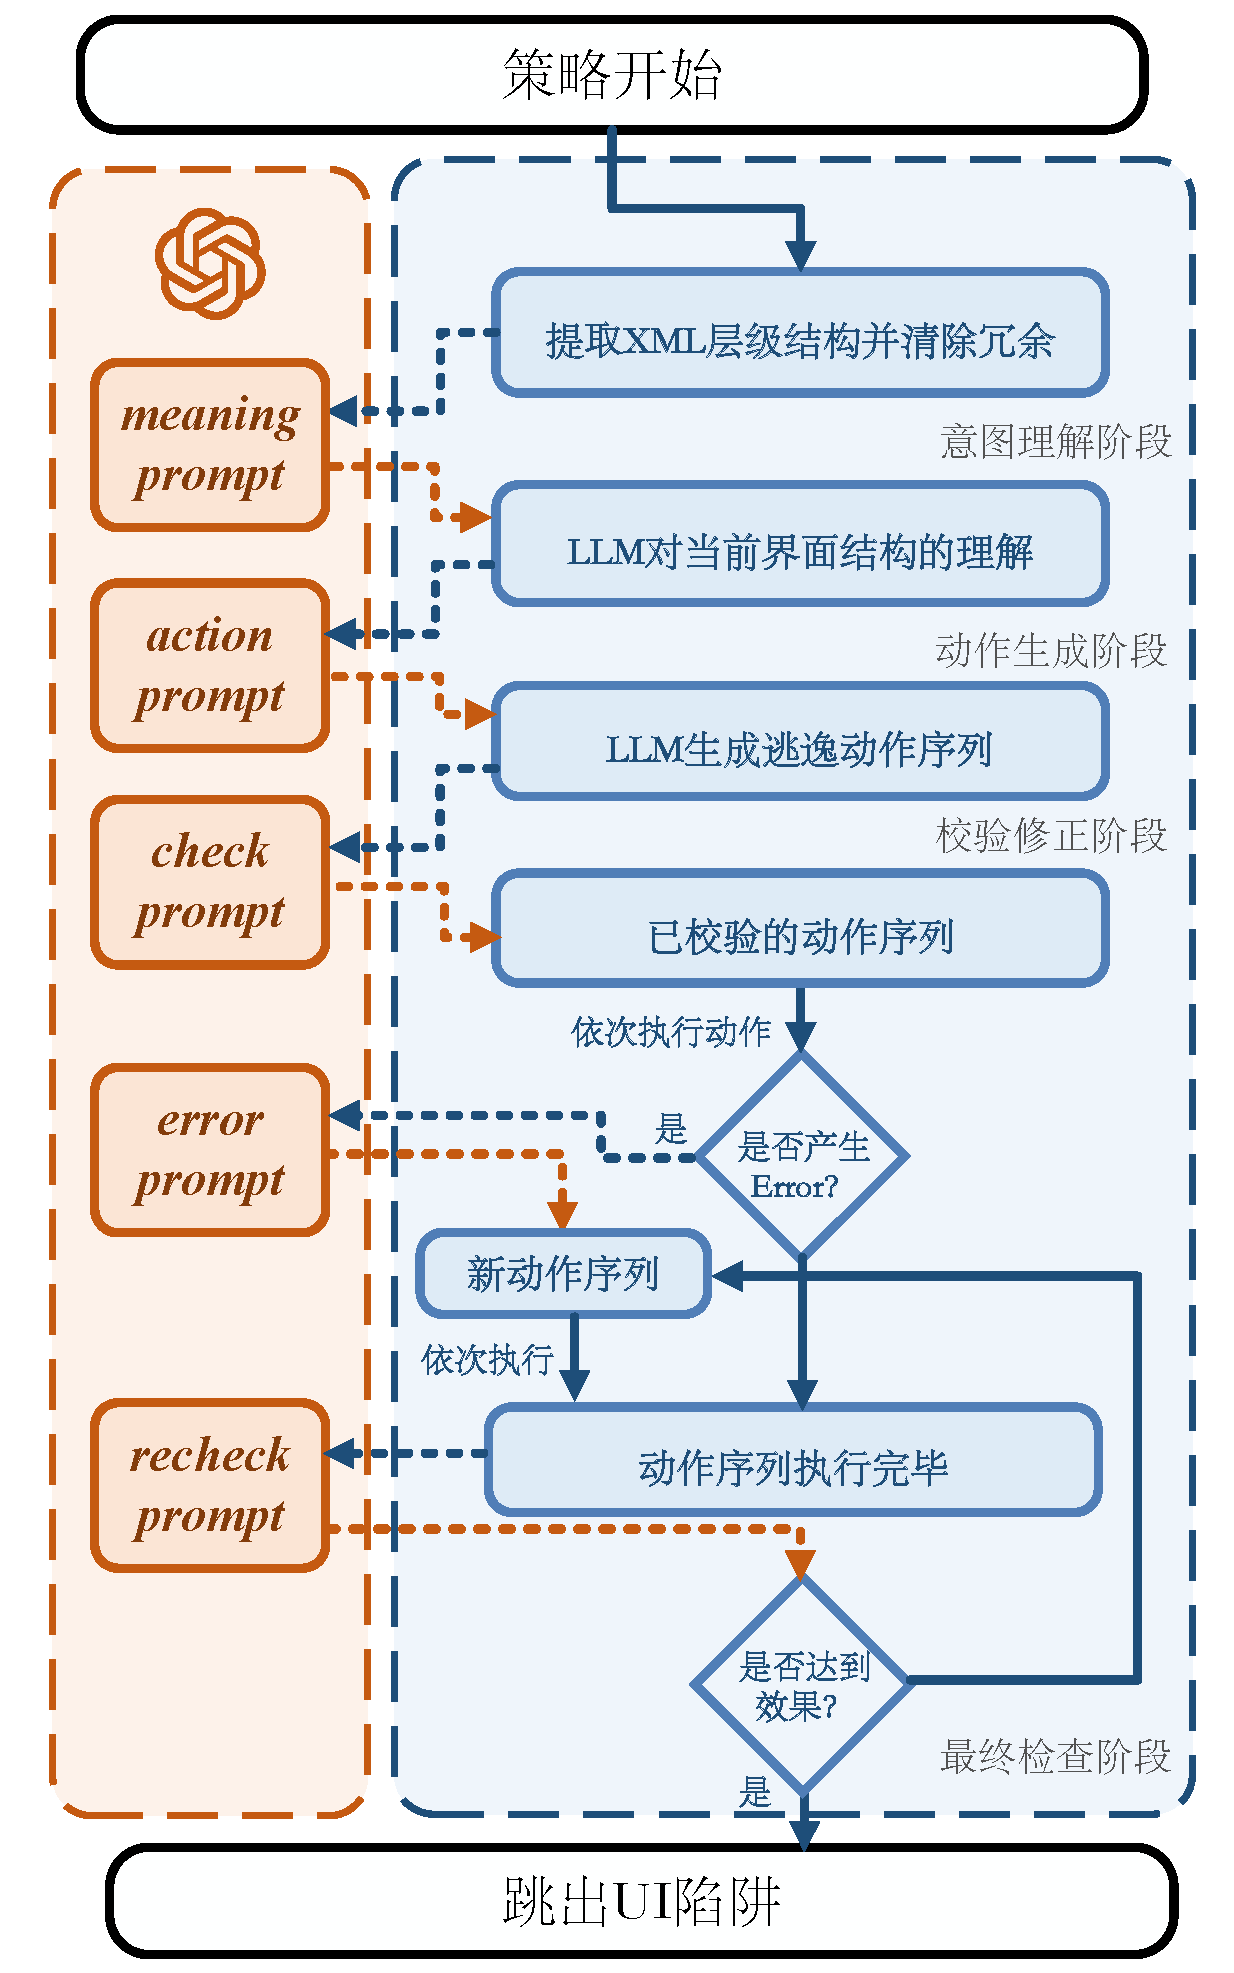 策略开始
提取XML层级结构并清除冗余
meaning
prompt
意图理解阶段
LLM对当前界面结构的理解
action
prompt
动作生成阶段
LLM生成逃逸动作序列
check
prompt
校验修正阶段
已校验的动作序列
依次执行动作
error
prompt
是
是否产生
Error?
新动作序列
依次执行
recheck
prompt
动作序列执行完毕
是否达到
效果?
最终检查阶段
是
跳出UI陷阱